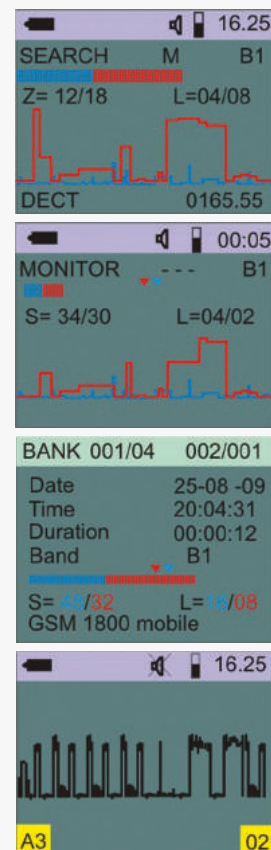 16.25
SEARCH M B1
Z= 12/18 L=04/08
DECT 0165.55
00:05
MONITOR - - - B1
S= 34/30 L=04/02
BANK 001/04 002/001
Date 25-08 -09
Time 20:04:31
Duration 00:00:12
Band B1
S= 48/32 L=16/08
GSM 1800 mobile
16.25
A3 02